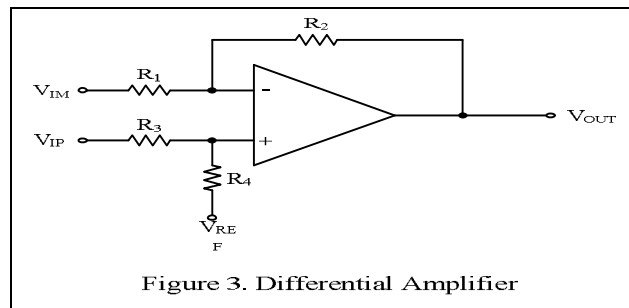 R2
R1
VIM
-
VOUT
R3
VIP
+
R4
VRE
F
Figure 3. Differential Amplifier